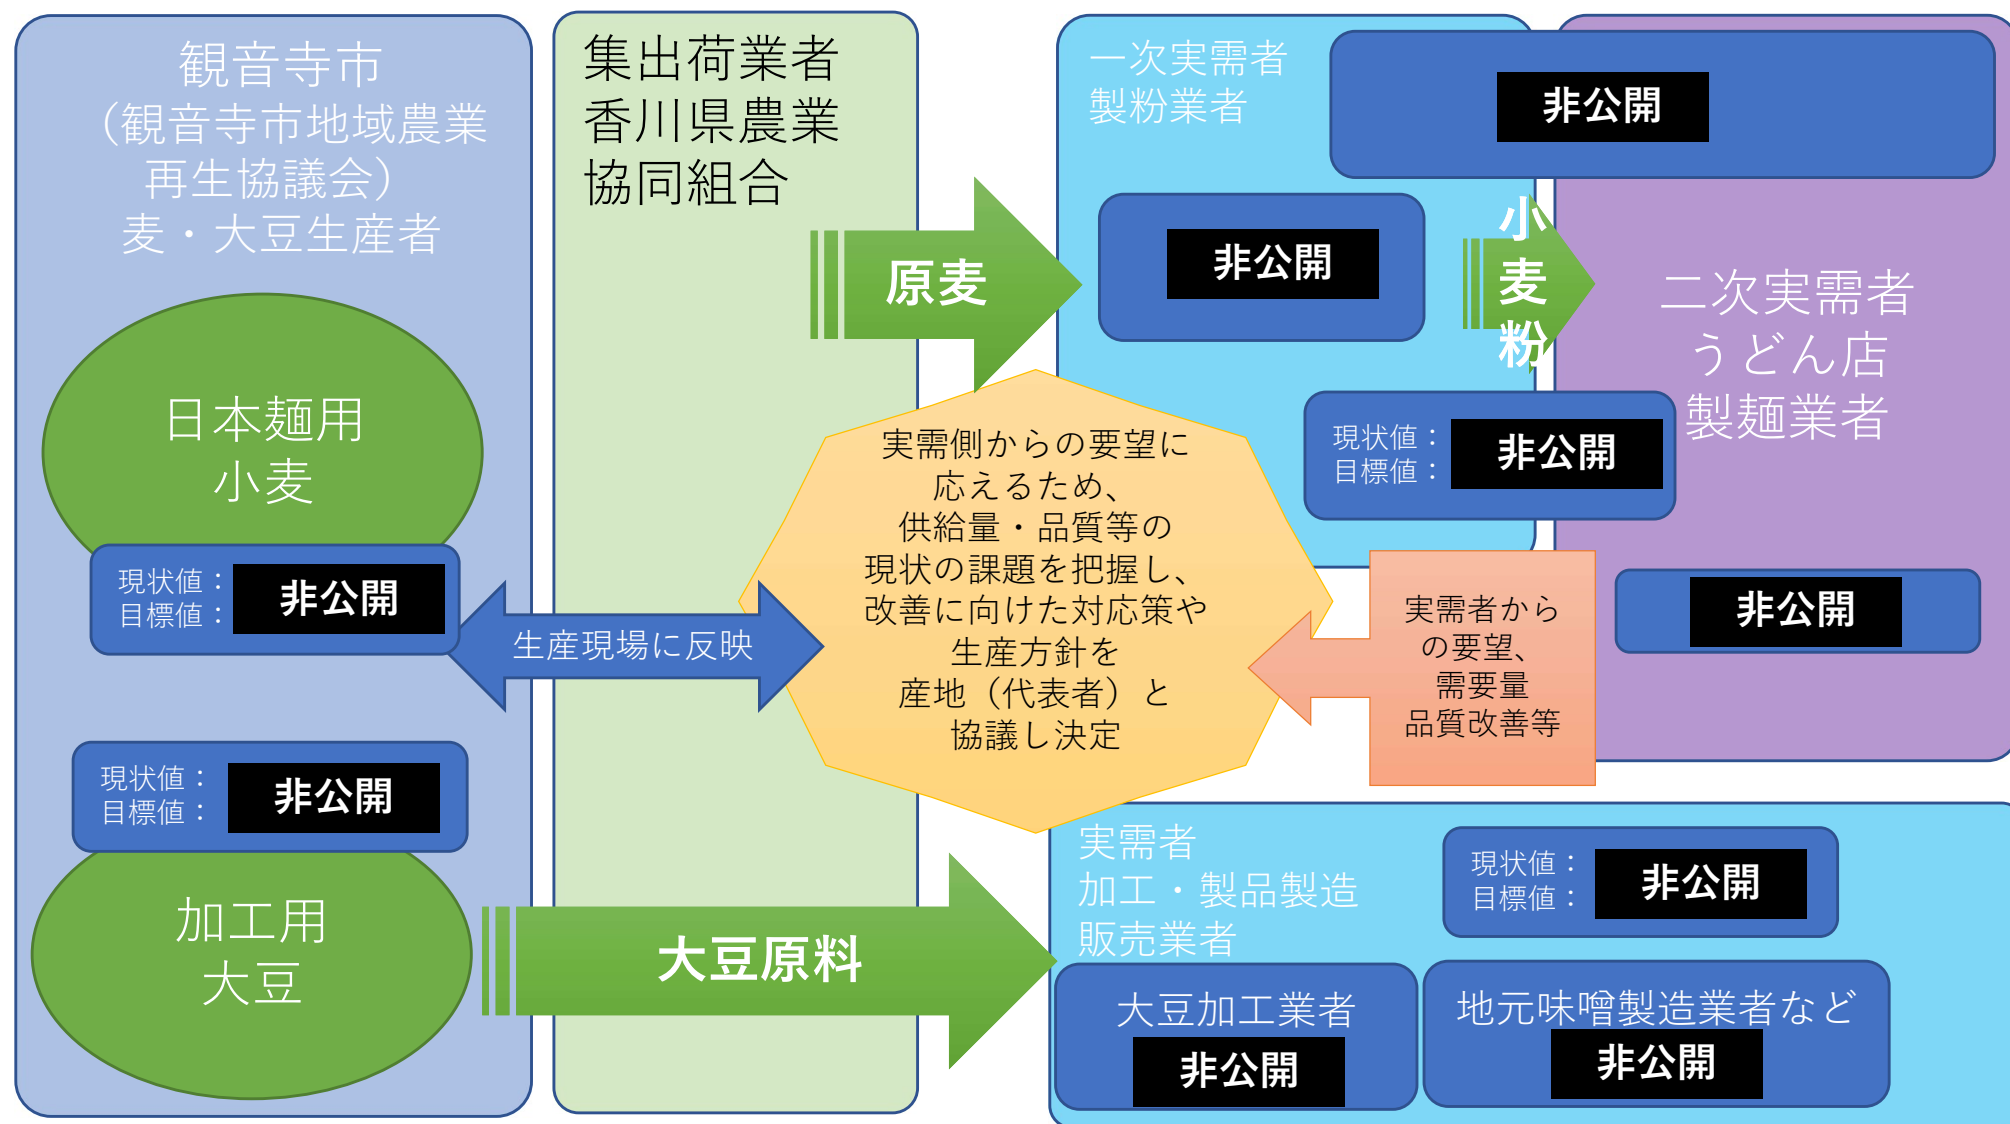 観音寺市
（観音寺市地域農業
再生協議会）
麦・大豆生産者
日本麺用
小麦
現状値：
目標値：
非公開
現状値：
目標値：
非公開
加工用
大豆
集出荷業者
香川県農業
協同組合
原麦
生産現場に反映
大豆原料
実需側からの要望に
応えるため、
供給量・品質等の
現状の課題を把握し、
改善に向けた対応策や
生産方針を
産地（代表者）と
協議し決定
一次実需者
製粉業者
非公開
非公開
小
麦
粉
現状値：
目標値：
非公開
二次実需者
うどん店
製麺業者
非公開
実需者から
の要望、
需要量
品質改善等
実需者
加工・製品製造
販売業者
現状値：
目標値：
非公開
大豆加工業者
非公開
地元味噌製造業者など
非公開